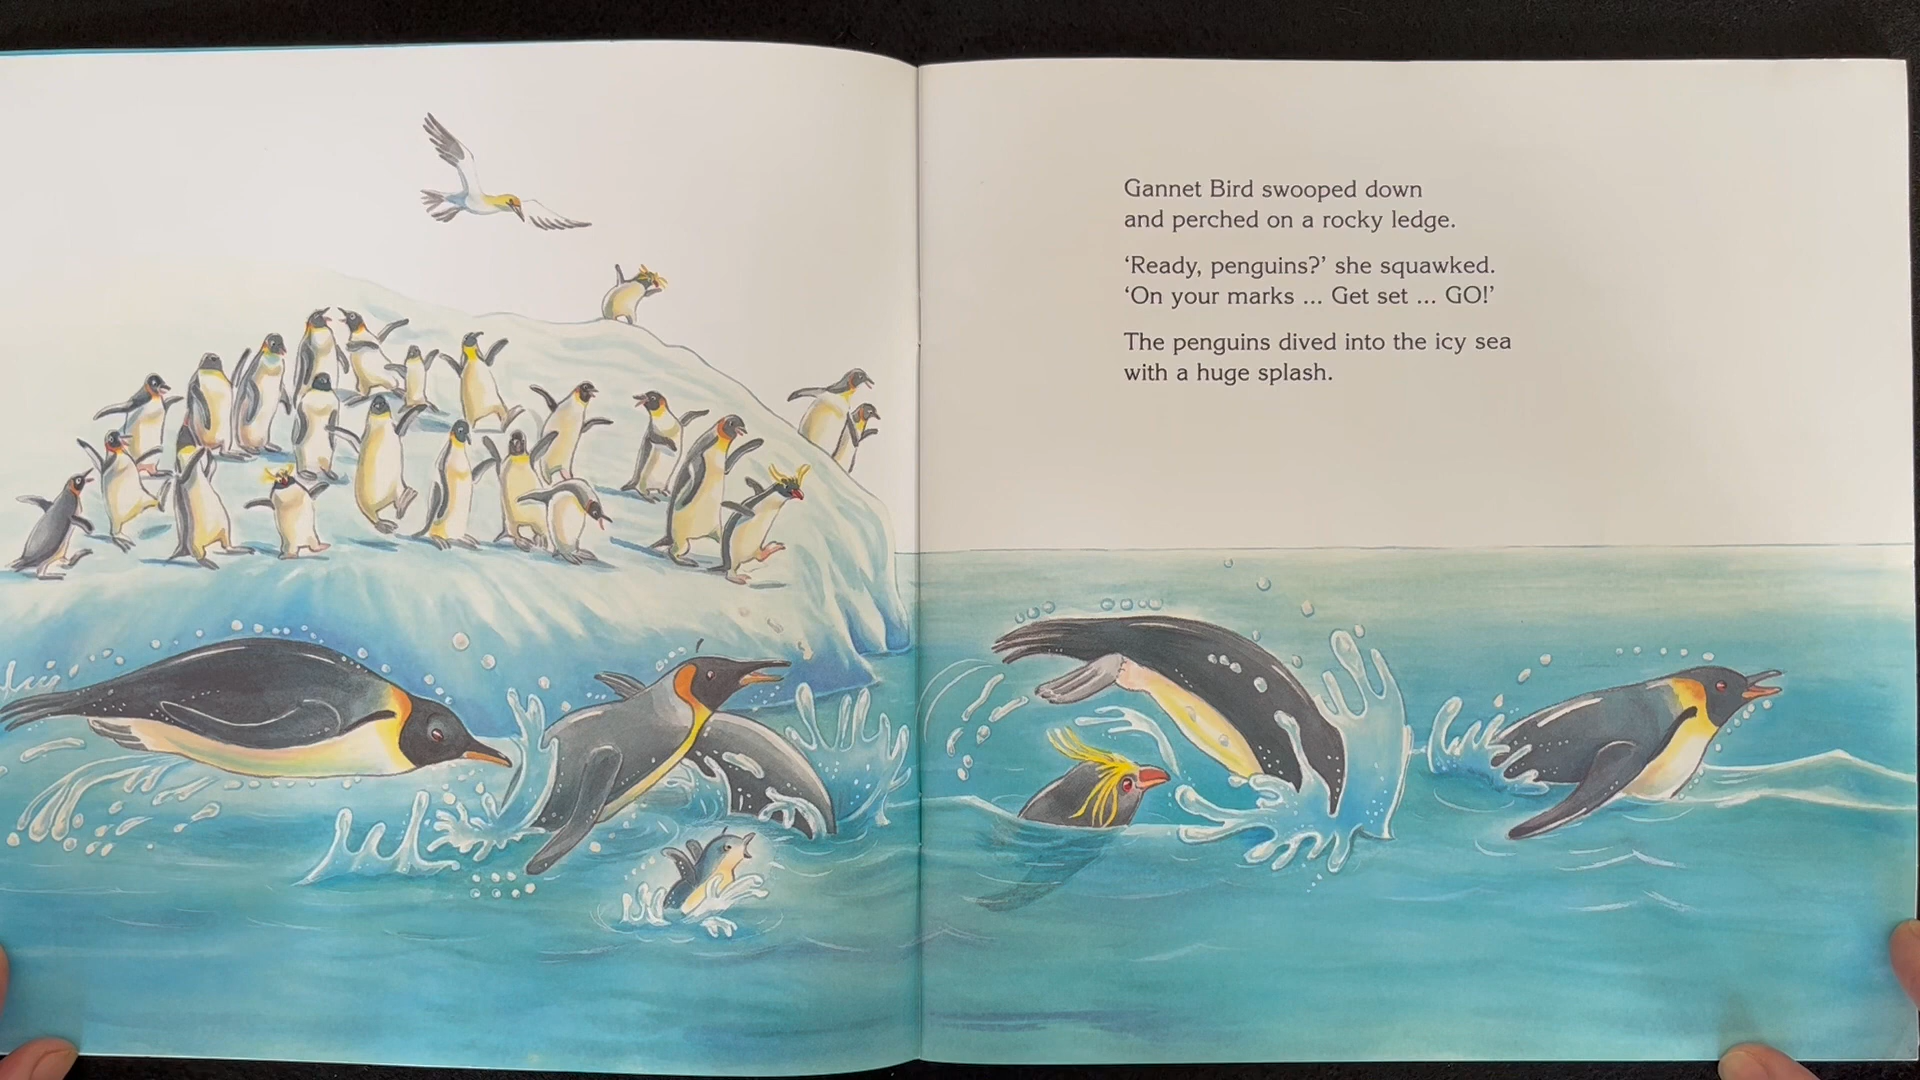 Gannet Bird swooped down
and perched on a rocky ledge.
‘Ready, penguins?’ she squawked.
‘On your marks ... Get set ... GO!’
The penguins dived into the icy sea
with a huge splash.